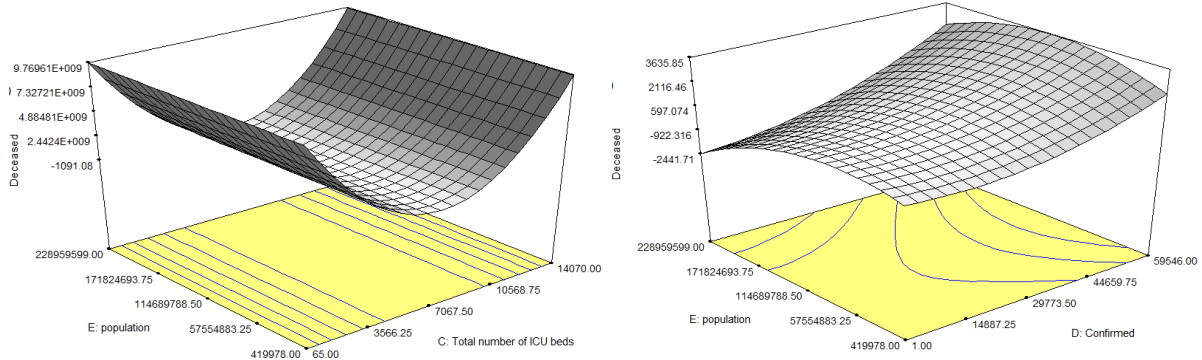 9.76961E+009
7.32721E+009
4.88481E+009
2.4424E+009
-1091.08
Deceased
228959599.00
171824693.75
114689788.50
57554883.25
419978.00
E: population
65.00
3566.25
7067.50
10568.75
14070.00
C: Total number of ICU beds
3635.85
2116.46
597.074
-922.316
-2441.71
Deceased
228959599.00
171824693.75
114689788.50
57554883.25
419978.00
E: population
1.00
14887.25
29773.50
44659.75
59546.00
D: Confirmed